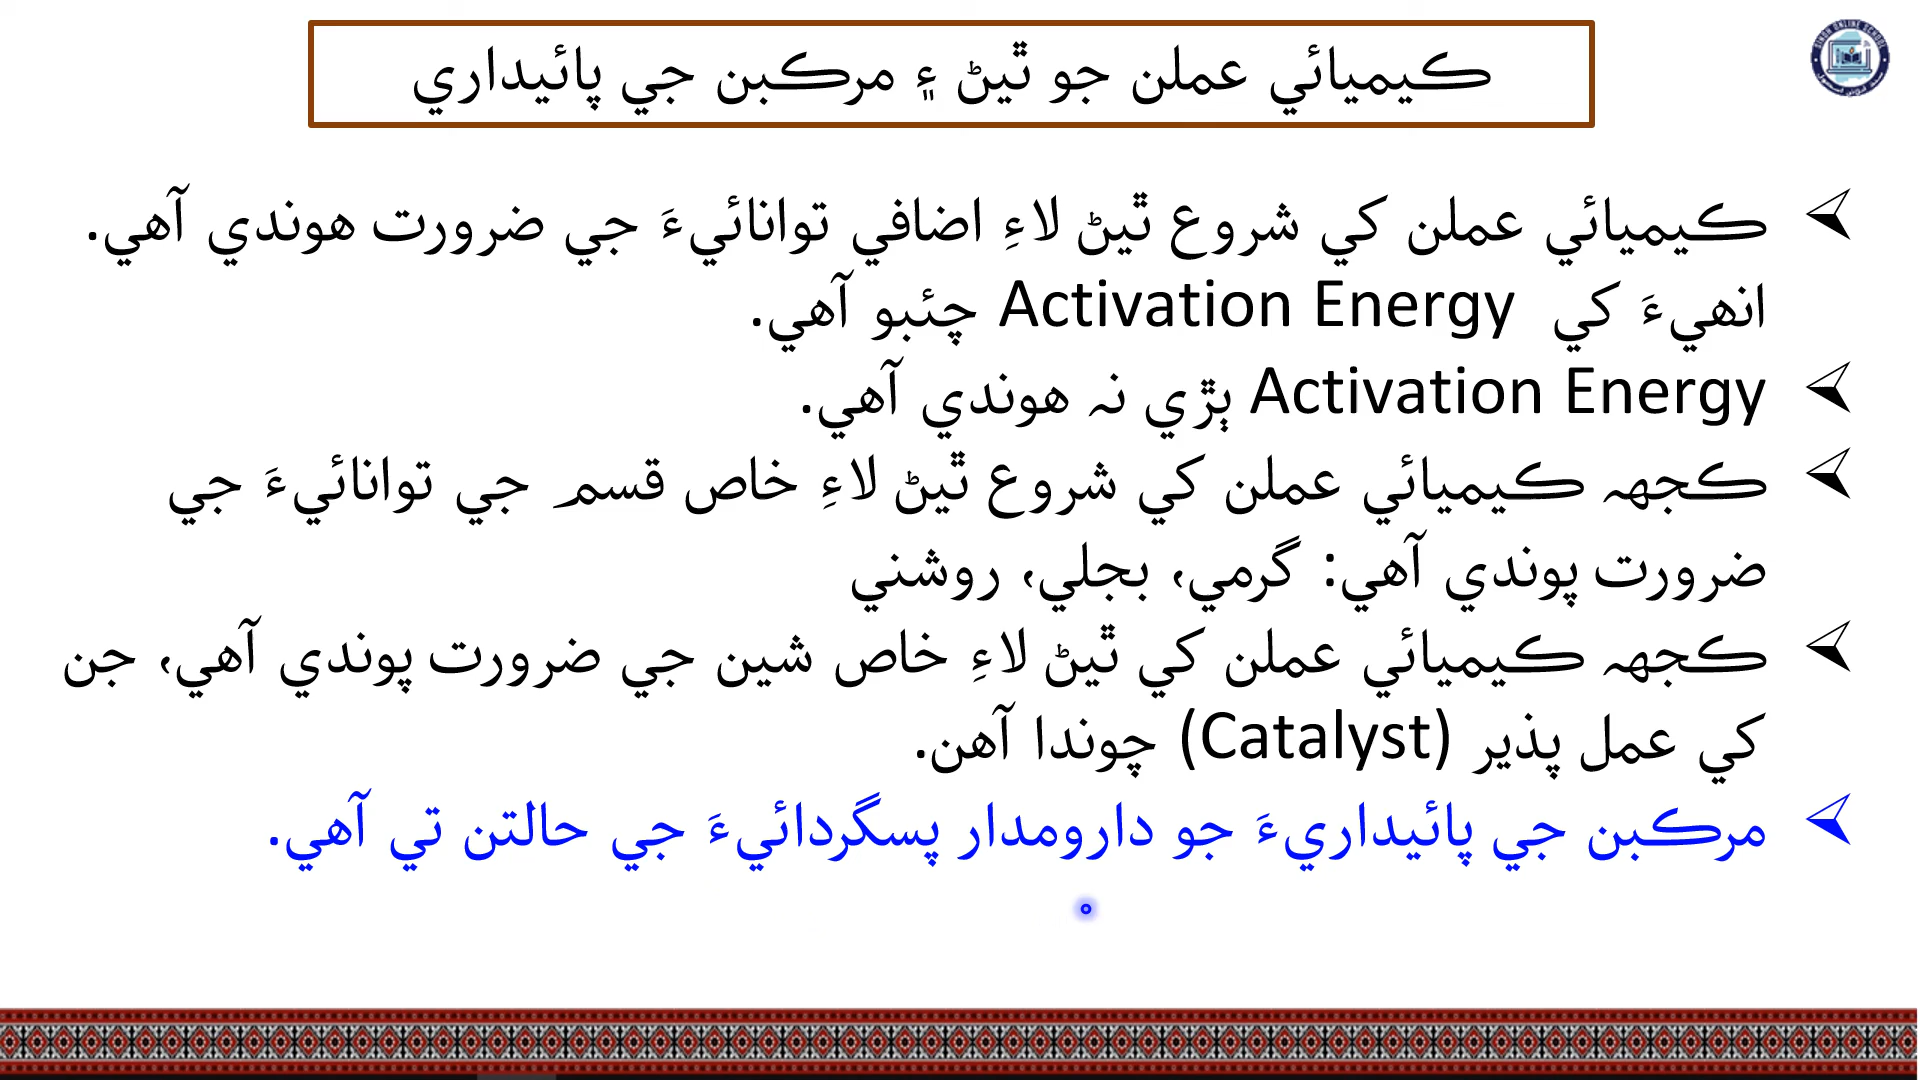 ڪيميائي عملن جو ٿيڻ ۽ مرڪبن جي پائيداري
ڪيميائي عملن کي شروع ٿيڻ لاءِ اضافي توانائيءَ جي ضرورت هوندي آهي.
انهيءَ کي Activation Energy چئبو آهي.
Activation Energy ٻڙي نہ هوندي آهي.
ڪجهہ ڪيميائي عملن کي شروع ٿيڻ لاءِ خاص قسم جي توانائيءَ جي
ضرورت پوندي آهي: گرمي، بجلي، روشني
ڪجهہ ڪيميائي عملن کي ٿيڻ لاءِ خاص شين جي ضرورت پوندي آهي، جن
کي عمل پذير (Catalyst) چوندا آهن.
مرڪبن جي پائيداريءَ جو دارومدار پسگردائيءَ جي حالتن تي آهي.